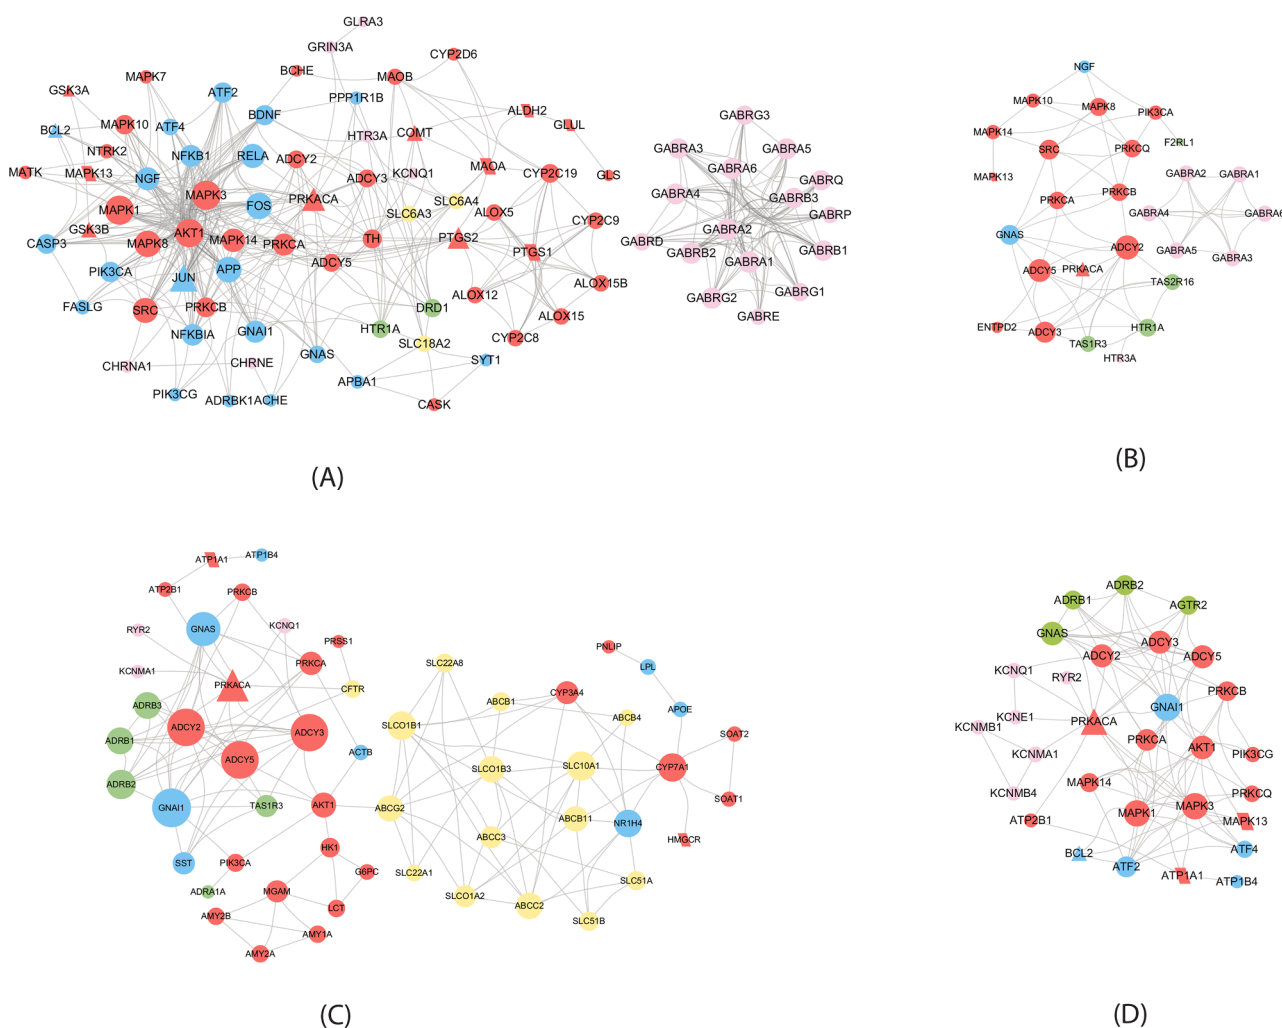 GLRA3
GRIN3A
CYP2D6
BCHE
MAOB
MAPK7
GSK3A
ATF2
PPP1R1B
ALDH2
BDNF
GLUL
BCL2
MAPK10
ATF4
HTR3A
COMT
NTRK2
NFKB1
RELA
ADCY2
MATK
MAPK13
NGF
ADCY3
KCNQ1
MAOA
CYP2C19
GLS
MAPK3
PRKACA
SLC6A4
MAPK1
FOS
SLC6A3
ALOX5
CYP2C9
GSK3B
AKT1
CASP3
MAPK8
MAPK14
PRKCA
TH
PTGS2
PTGS1
PIK3CA
JUN
APP
ADCY5
ALOX15B
FASLG
SRC
PRKCB
DRD1
ALOX12
ALOX15
NFKBIA
GNAI1
HTR1A
SLC18A2
CYP2C8
CHRNA1
CHRNE
GNAS
SYT1
PIK3CG
ADRBK1
ACHE
APBA1
CASK
GABRG3
GABRA3
GABRA5
GABRA6
GABRQ
GABRA4
GABRB3
GABRP
GABRD
GABRA2
GABRB2
GABRA1
GABRB1
GABRG2
GABRG1
GABRE
(A)
NGF
MAPK10
MAPK8
PIK3CA
MAPK14
SRC
PRKCQ
F2RL1
MAPK13
GABRA2
GABRA1
PRKCA
PRKCB
GABRA4
GABRA6
GNAS
ADCY2
GABRA5
GABRA3
ADCY5
PRKACA
TAS2R16
ENTPD2
ADCY3
HTR1A
TAS1R3
HTR3A
(B)
ATP1A1
ATP1B4
ATP2B1
PRKCB
RYR2
GNAS
KCNQ1
PRSS1
KCNMA1
PRKCA
PRKACA
CFTR
ADRB3
ADRB1
ADCY2
ADCY3
ACTB
ADCY5
ADRB2
GNAI1
TAS1R3
AKT1
SST
PIK3CA
HK1
G6PC
ADRA1A
MGAM
LCT
AMY2B
AMY1A
AMY2A
PNLIP
LPL
SLC22A8
CYP3A4
ABCB1
APOE
SLCO1B1
ABCB4
SOAT2
SLCO1B3
SLC10A1
CYP7A1
SOAT1
ABCG2
ABCB11
NR1H4
HMGCR
ABCC3
SLC22A1
SLC51A
SLCO1A2
ABCC2
SLC51B
(C)
ADRB2
ADRB1
AGTR2
GNAS
ADCY3
ADCY2
ADCY5
KCNQ1
RYR2
PRKCB
KCNE1
GNAI1
KCNMB1
PRKACA
KCNMA1
PRKCA
AKT1
PIK3CG
MAPK14
KCNMB4
PRKCQ
ATP2B1
MAPK1
MAPK3
MAPK13
BCL2
ATF2
ATF4
ATP1A1
ATP1B4
(D)